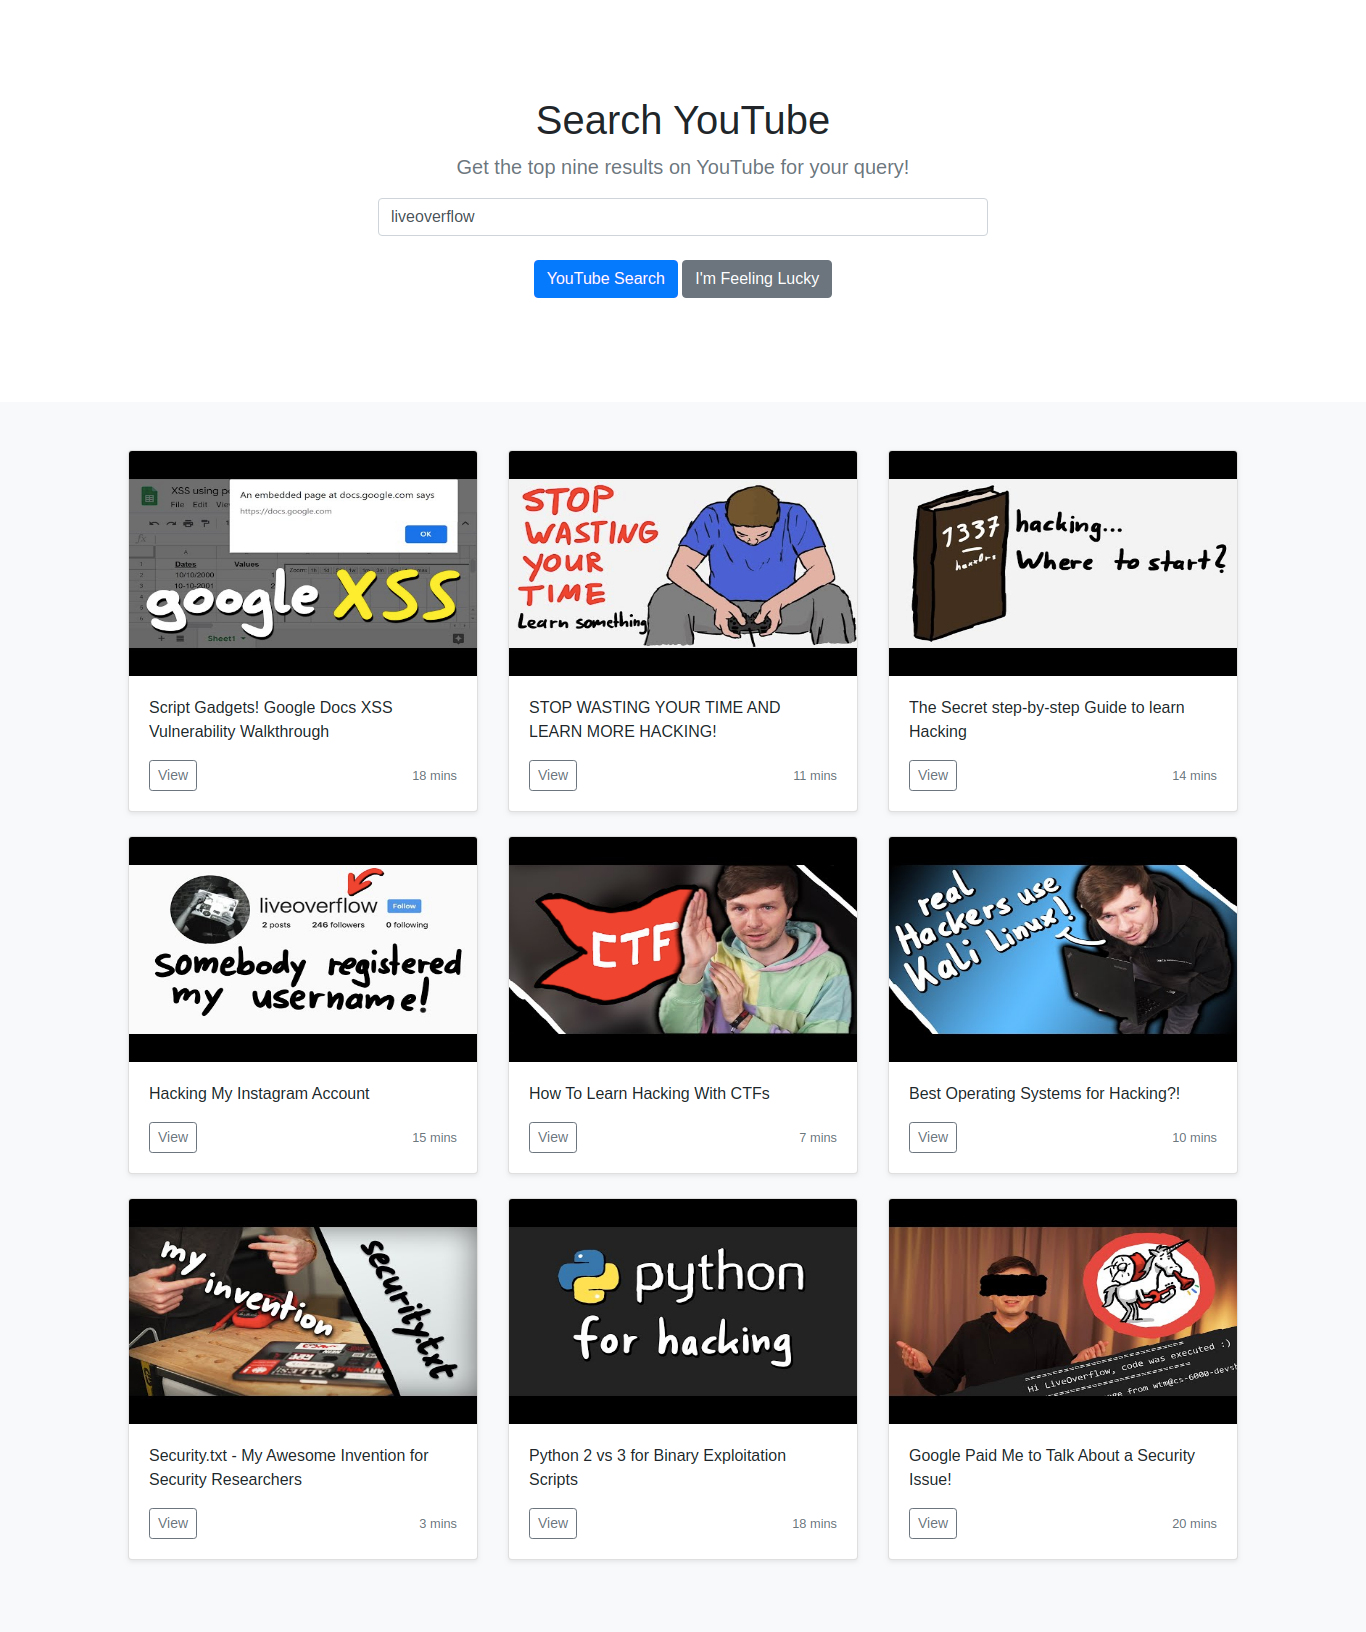 Search YouTube
Get the top nine results on YouTube for your query!
liveoverflow
YouTube Search
I'm Feeling Lucky
XSS using
File Edit
An embedded page at docs.google.com says
https://docs.google.com
OK
Dates
Values
10/10/2000
10-10-2001
google XSS
Sheet1
STOP
WASTING
YOUR
TIME
Learn something
1337
hacking...
Where to start?
Script Gadgets! Google Docs XSS
Vulnerability Walkthrough
View
18 mins
STOP WASTING YOUR TIME AND
LEARN MORE HACKING!
View
11 mins
The Secret step-by-step Guide to learn
Hacking
View
14 mins
liveoverflow
Follow
2 posts 246 followers 0 following
somebody registered
my username!
CTF
real
Hackers use
Kali Linux!
Hacking My Instagram Account
View
15 mins
How To Learn Hacking With CTFs
View
7 mins
Best Operating Systems for Hacking?!
View
10 mins
my
invention
security.txt
python
for hacking
Hi LiveOverflow, code was executed :)
from wtm@cs-6000-devsh
Security.txt - My Awesome Invention for
Security Researchers
View
3 mins
Python 2 vs 3 for Binary Exploitation
Scripts
View
18 mins
Google Paid Me to Talk About a Security
Issue!
View
20 mins